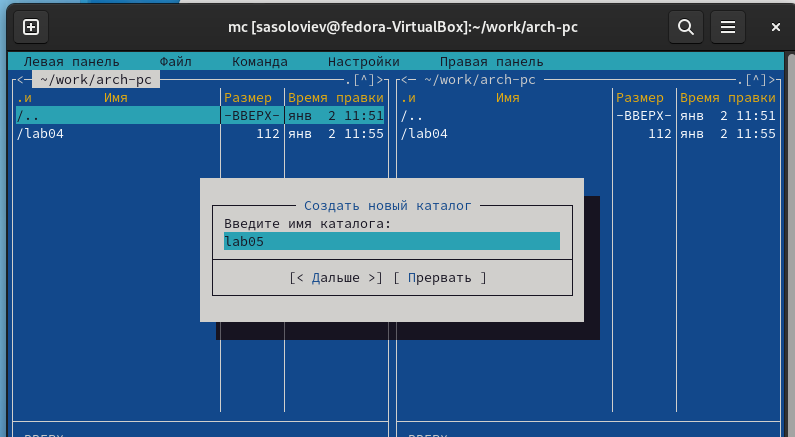 mc [sasoloviev@fedora-VirtualBox]:~/work/arch-pc
Левая панель Файл Команда Настройки Правая панель
<─ ~/work/arch-pc ─.[^]> <─ ~/work/arch-pc ─.[^]>
.и Имя Размер Время правки .и Имя Размер Время правки
/.. -ВВЕРХ- янв 2 11:51 /.. -ВВЕРХ- янв 2 11:51
/lab04 112 янв 2 11:55 /lab04 112 янв 2 11:55
Создать новый каталог
Введите имя каталога:
lab05
[< Дальше >] [ Прервать ]
-ВВЕРХ- -ВВЕРХ-